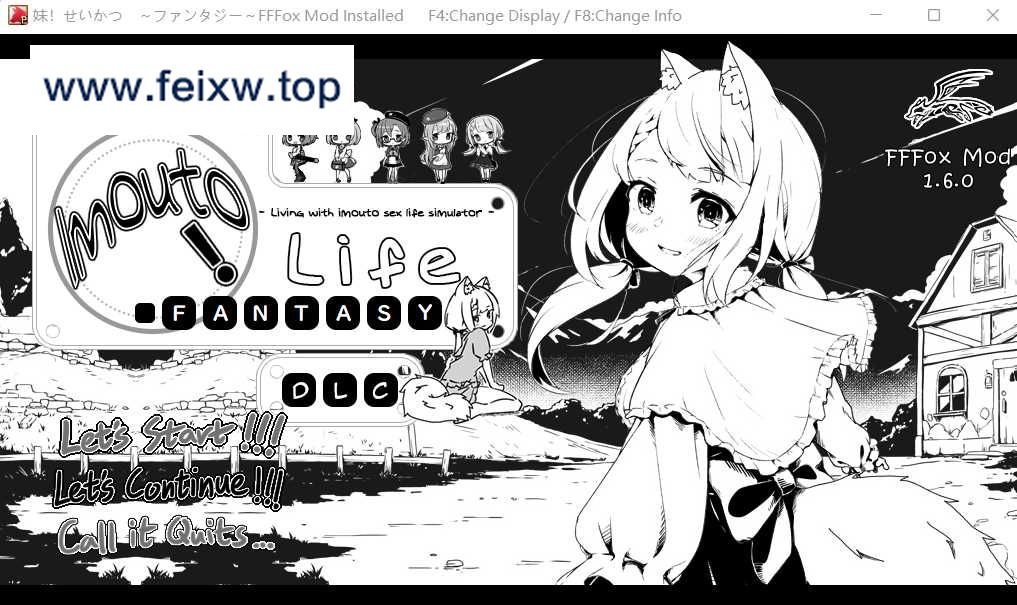 妹！せいかつ　～ファンタジー～FFFox Mod Installed F4:Change Display / F8:Change Info
www.feixw.top
Imouto!
- Living with imouto sex life simulator -
Life
FANTASY
DLC
FFFox Mod
1.6.0
Let's Start !!!
Let's Continue!!!
Call it Quits...